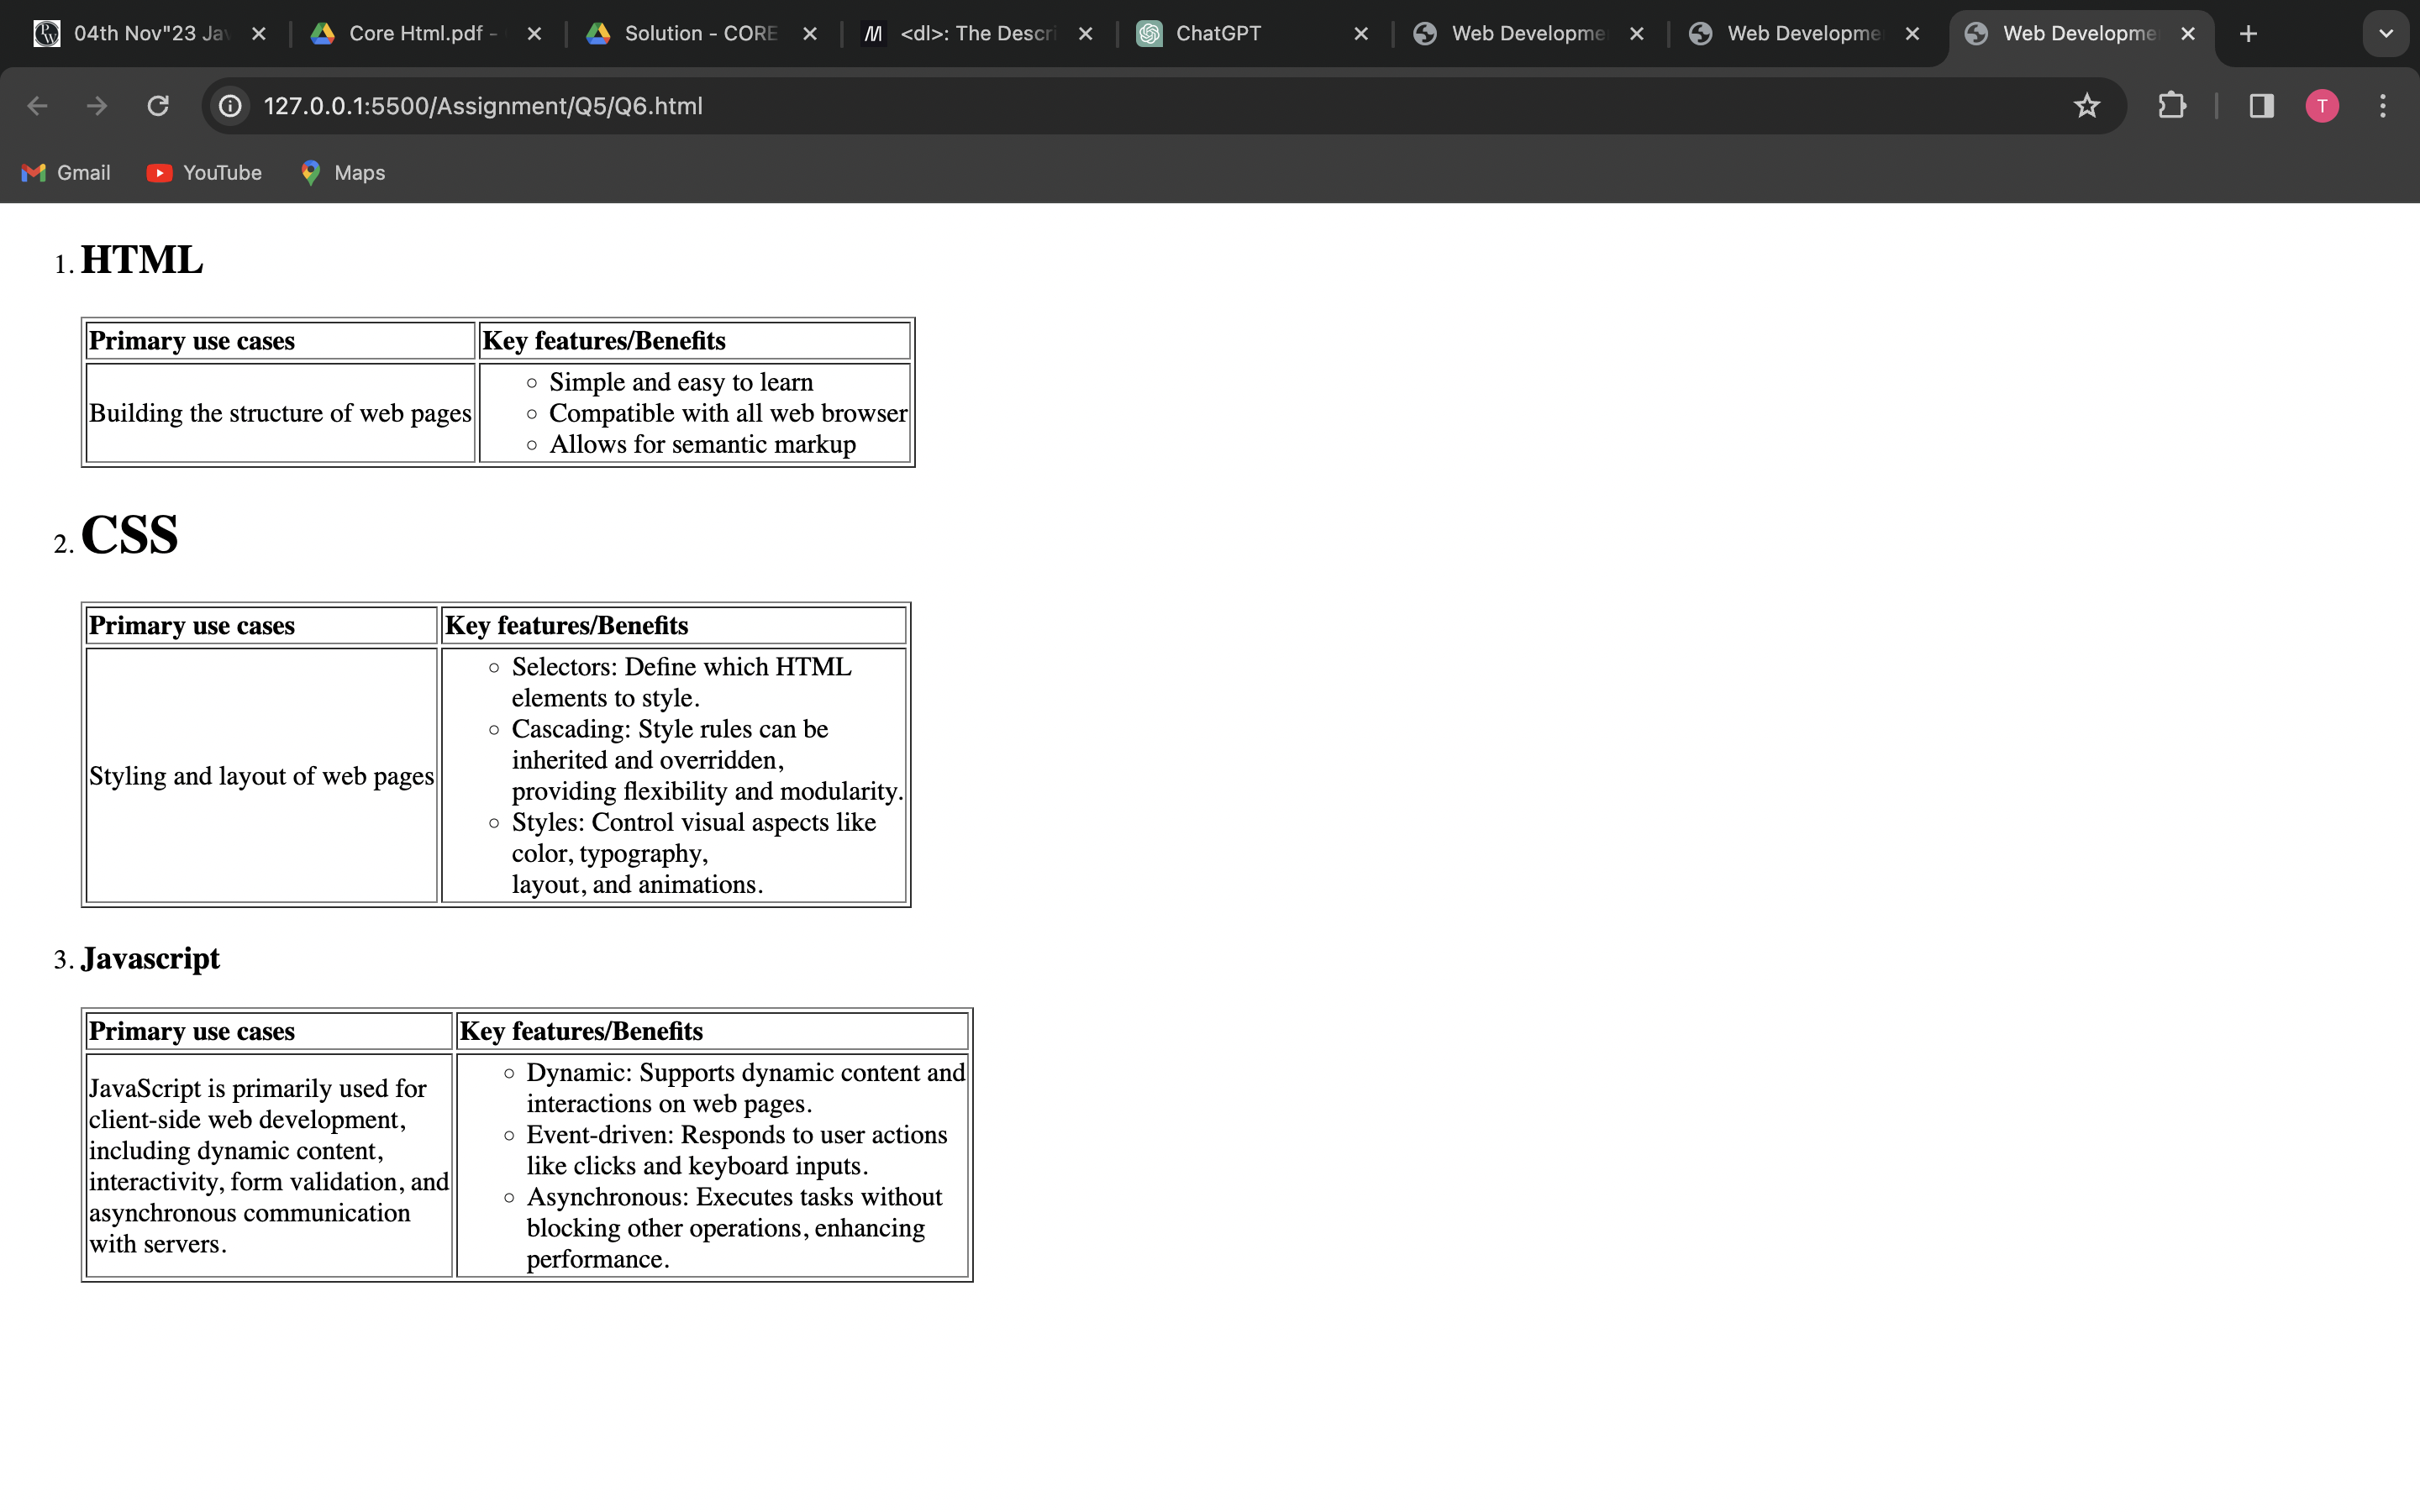 04th Nov"23 Jav
Core Html.pdf -
Solution - CORE
<dl>: The Descri
ChatGPT
Web Developme
Web Developme
Web Developme
127.0.0.1:5500/Assignment/Q5/Q6.html
T
Gmail
YouTube
Maps
1. HTML
Primary use cases
Key features/Benefits
Building the structure of web pages
Simple and easy to learn
Compatible with all web browser
Allows for semantic markup
2. CSS
Primary use cases
Key features/Benefits
Styling and layout of web pages
Selectors: Define which HTML
elements to style.
Cascading: Style rules can be
inherited and overridden,
providing flexibility and modularity.
Styles: Control visual aspects like
color, typography,
layout, and animations.
3. Javascript
Primary use cases
Key features/Benefits
JavaScript is primarily used for
client-side web development,
including dynamic content,
interactivity, form validation, and
asynchronous communication
with servers.
Dynamic: Supports dynamic content and
interactions on web pages.
Event-driven: Responds to user actions
like clicks and keyboard inputs.
Asynchronous: Executes tasks without
blocking other operations, enhancing
performance.